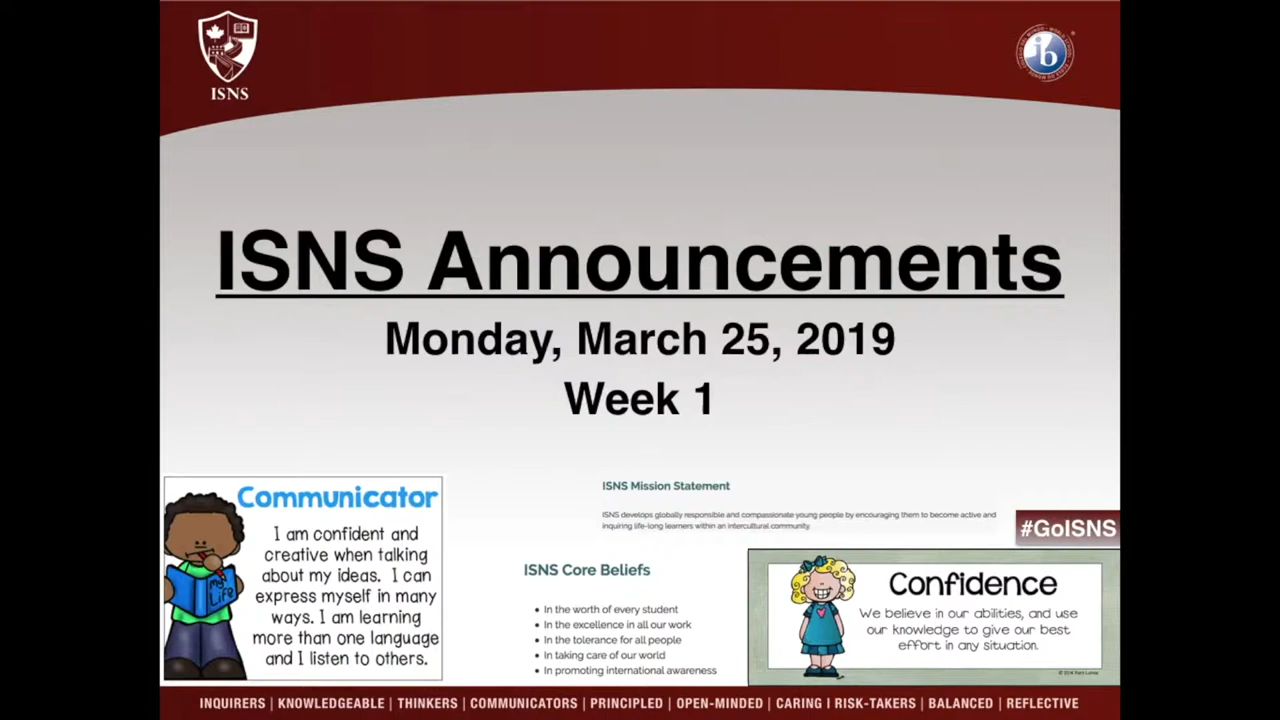 ISNS
ib
ISNS Announcements
Monday, March 25, 2019
Week 1
Communicator
I am confident and
creative when talking
about my ideas. I can
express myself in many
ways. I am learning
more than one language
and I listen to others.
my
Life
ISNS Mission Statement
ISNS develops globally responsible and compassionate young people by encouraging them to become active and
inquiring life-long learners within an intercultural community.
#GoISNS
ISNS Core Beliefs
• In the worth of every student
• In the excellence in all our work
• In the tolerance for all people
• In taking care of our world
• In promoting international awareness
Confidence
We believe in our abilities, and use
our knowledge to give our best
effort in any situation.
INQUIRERS | KNOWLEDGEABLE | THINKERS | COMMUNICATORS | PRINCIPLED | OPEN-MINDED | CARING I RISK-TAKERS | BALANCED | REFLECTIVE